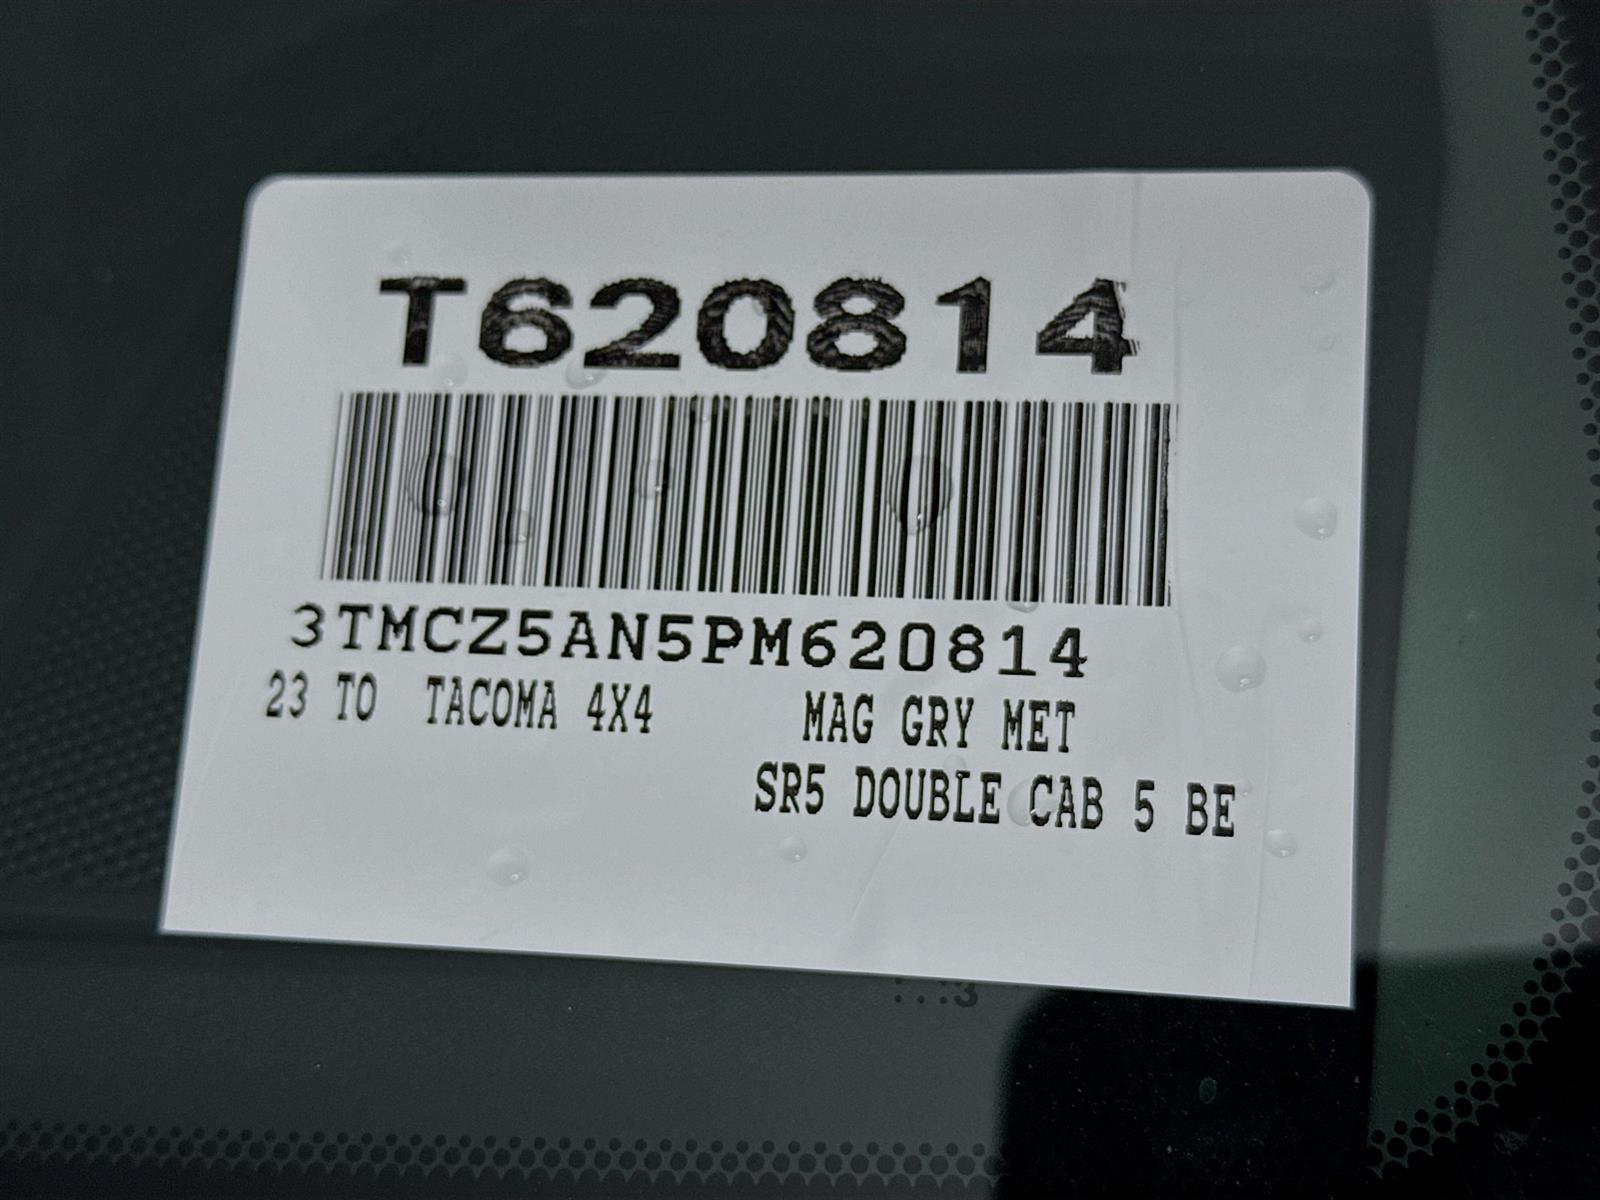 T620814
3TMCZ5AN5PM620814
23 TO TACOMA 4X4 MAG GRY MET
SR5 DOUBLE CAB 5 BE